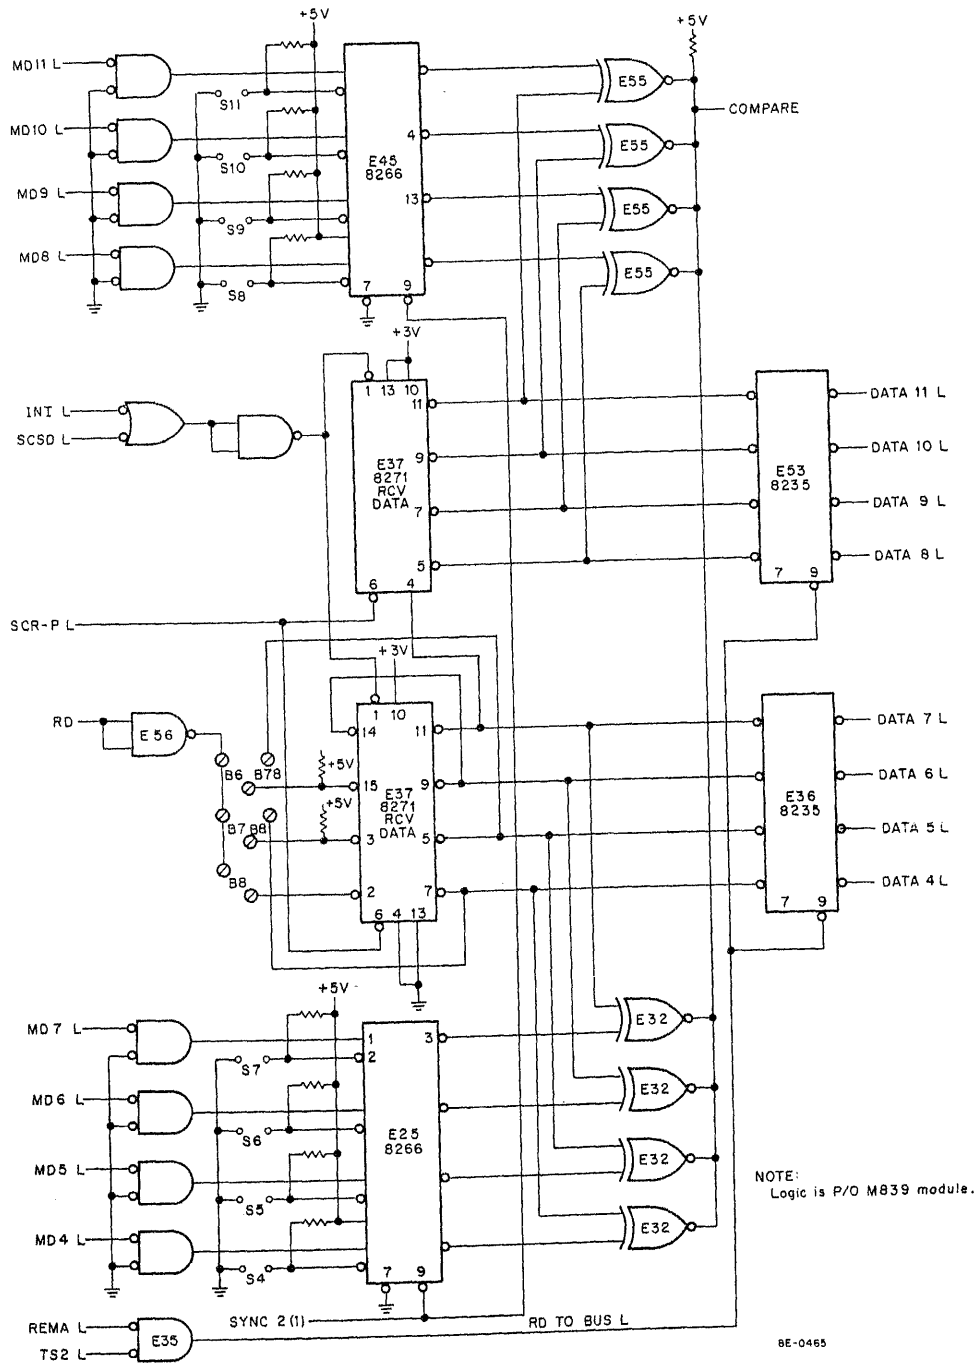 +5V
+5V
MD11 L
S11
E55
COMPARE
MD10 L
S10
4
E55
E45
8266
MD9 L
S9
13
E55
MD8 L
S8
E55
7
9
+3V
1
13
10
11
DATA 11 L
INT L
SCSD L
9
DATA 10 L
E37
8271
RCV
DATA
E53
8235
7
DATA 9 L
5
DATA 8 L
6
4
7
9
SCR-P L
+3V
1
10
RD
E56
14
11
DATA 7 L
B6
B78
+5V
15
9
DATA 6 L
+5V
E37
8271
RCV
DATA
E36
8235
B7
B8
3
5
DATA 5 L
B8
2
7
DATA 4 L
6
4
13
7
9
+5V
MD7 L
S7
1
2
3
E32
MD6 L
S6
E32
E25
8266
MD5 L
S5
E32
NOTE:
Logic is P/O M839 module.
MD4 L
S4
E32
7
9
SYNC 2(1)
RD TO BUS L
REMA L
TS2 L
E35
8E-0465